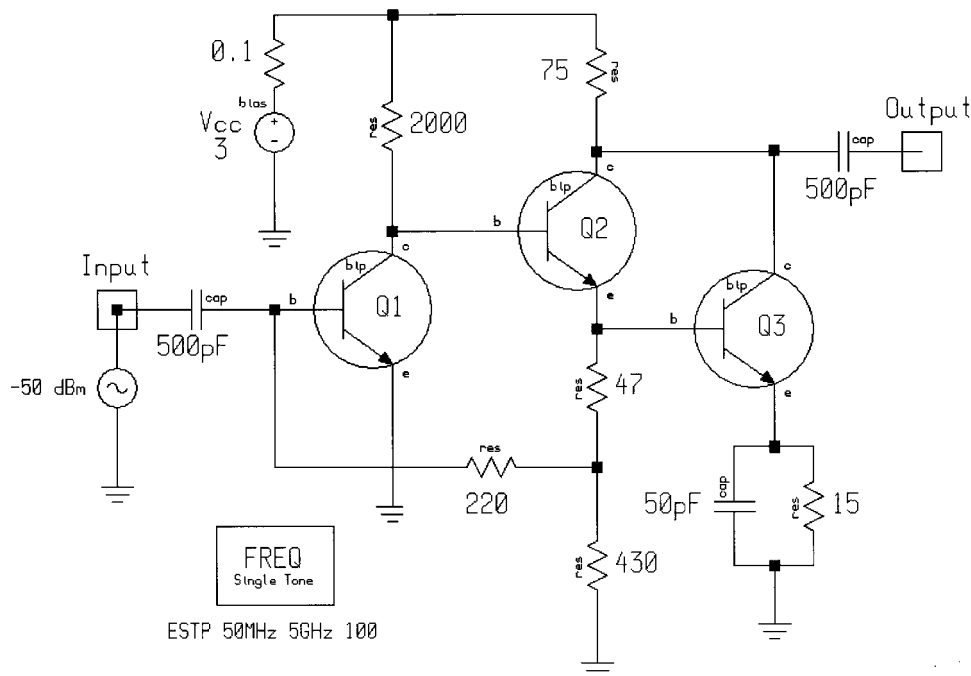 0.1
bias
Vcc
3
res
2000
75
res
Output
cap
500pF
c
blp
b
Q2
e
Input
cap
500pF
b
c
blp
Q1
e
-50 dBm
b
c
blp
Q3
e
res
47
res
220
res
430
cap
50pF
res
15
FREQ
Single Tone
ESTP 50MHz 5GHz 100